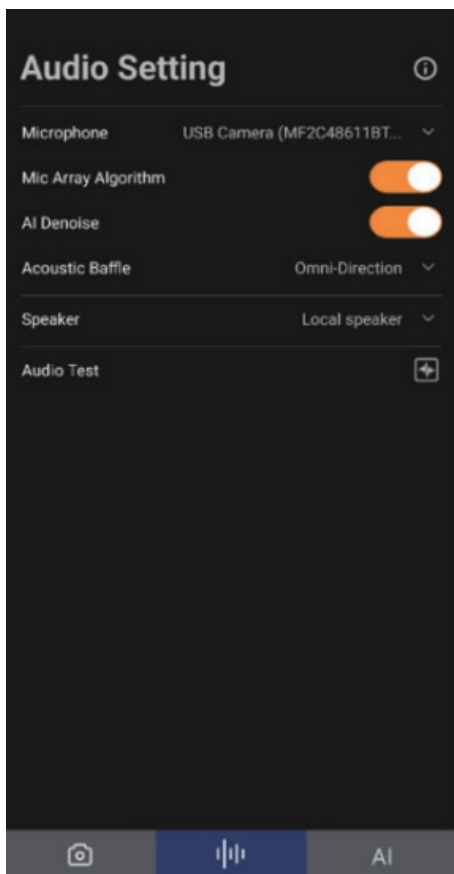 Audio Setting
Microphone USB Camera (MF2C48611BT...
Mic Array Algorithm
AI Denoise
Acoustic Baffle Omni-Direction
Speaker Local speaker
Audio Test
AI